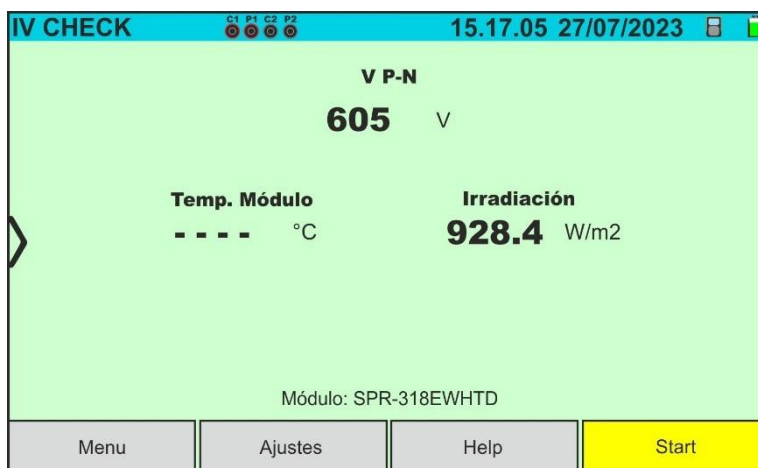 IV CHECK C1 P1 C2 P2 15.17.05 27/07/2023
V P-N
605 V
Temp. Módulo Irradiación
- - - - °C 928.4 W/m2
Módulo: SPR-318EWHTD
Menu Ajustes Help Start